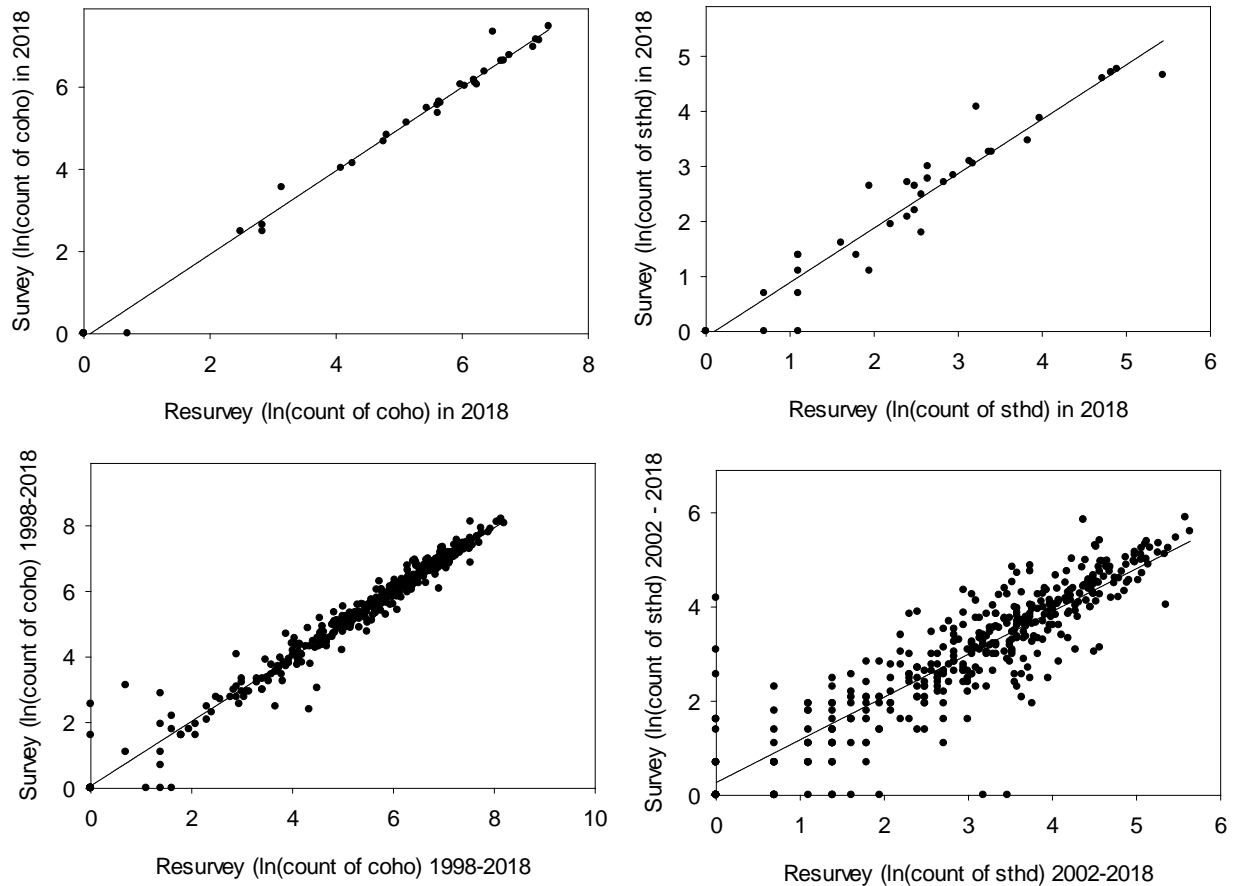 Survey (ln(count of coho) in 2018
6
4
2
0
0 2 4 6 8
Resurvey (ln(count of coho) in 2018
Survey (ln(count of sthd) in 2018
5
4
3
2
1
0
0 1 2 3 4 5 6
Resurvey (ln(count of sthd) in 2018
Survey (ln(count of coho) 1998-2018
8
6
4
2
0
0 2 4 6 8 10
Resurvey (ln(count of coho) 1998-2018
Survey (ln(count of sthd) 2002 - 2018
6
4
2
0
0 1 2 3 4 5 6
Resurvey (ln(count of sthd) 2002-2018